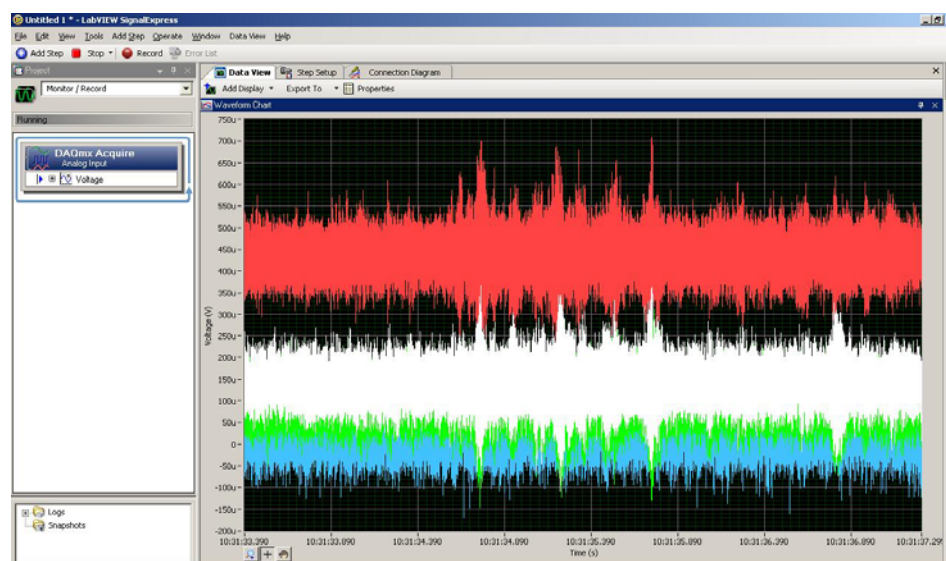 Untitled 1 * - LabVIEW SignalExpress
File Edit View Tools Add Step Operate Window Data View Help
Add Step Stop Record Error List
Project
Monitor / Record
Running
DAQmx Acquire
Analog Input
Voltage
Logs
Snapshots
Data View Step Setup Connection Diagram
Add Display Export To Properties
Waveform Chart
Voltage (V)
750u
700u
650u
600u
550u
500u
450u
400u
350u
300u
250u
200u
150u
100u
50u
0
-50u
-100u
-150u
-200u
10:31:33.390 10:31:33.890 10:31:34.390 10:31:34.890 10:31:35.390 10:31:35.890 10:31:36.390 10:31:36.890 10:31:37.29
Time (s)